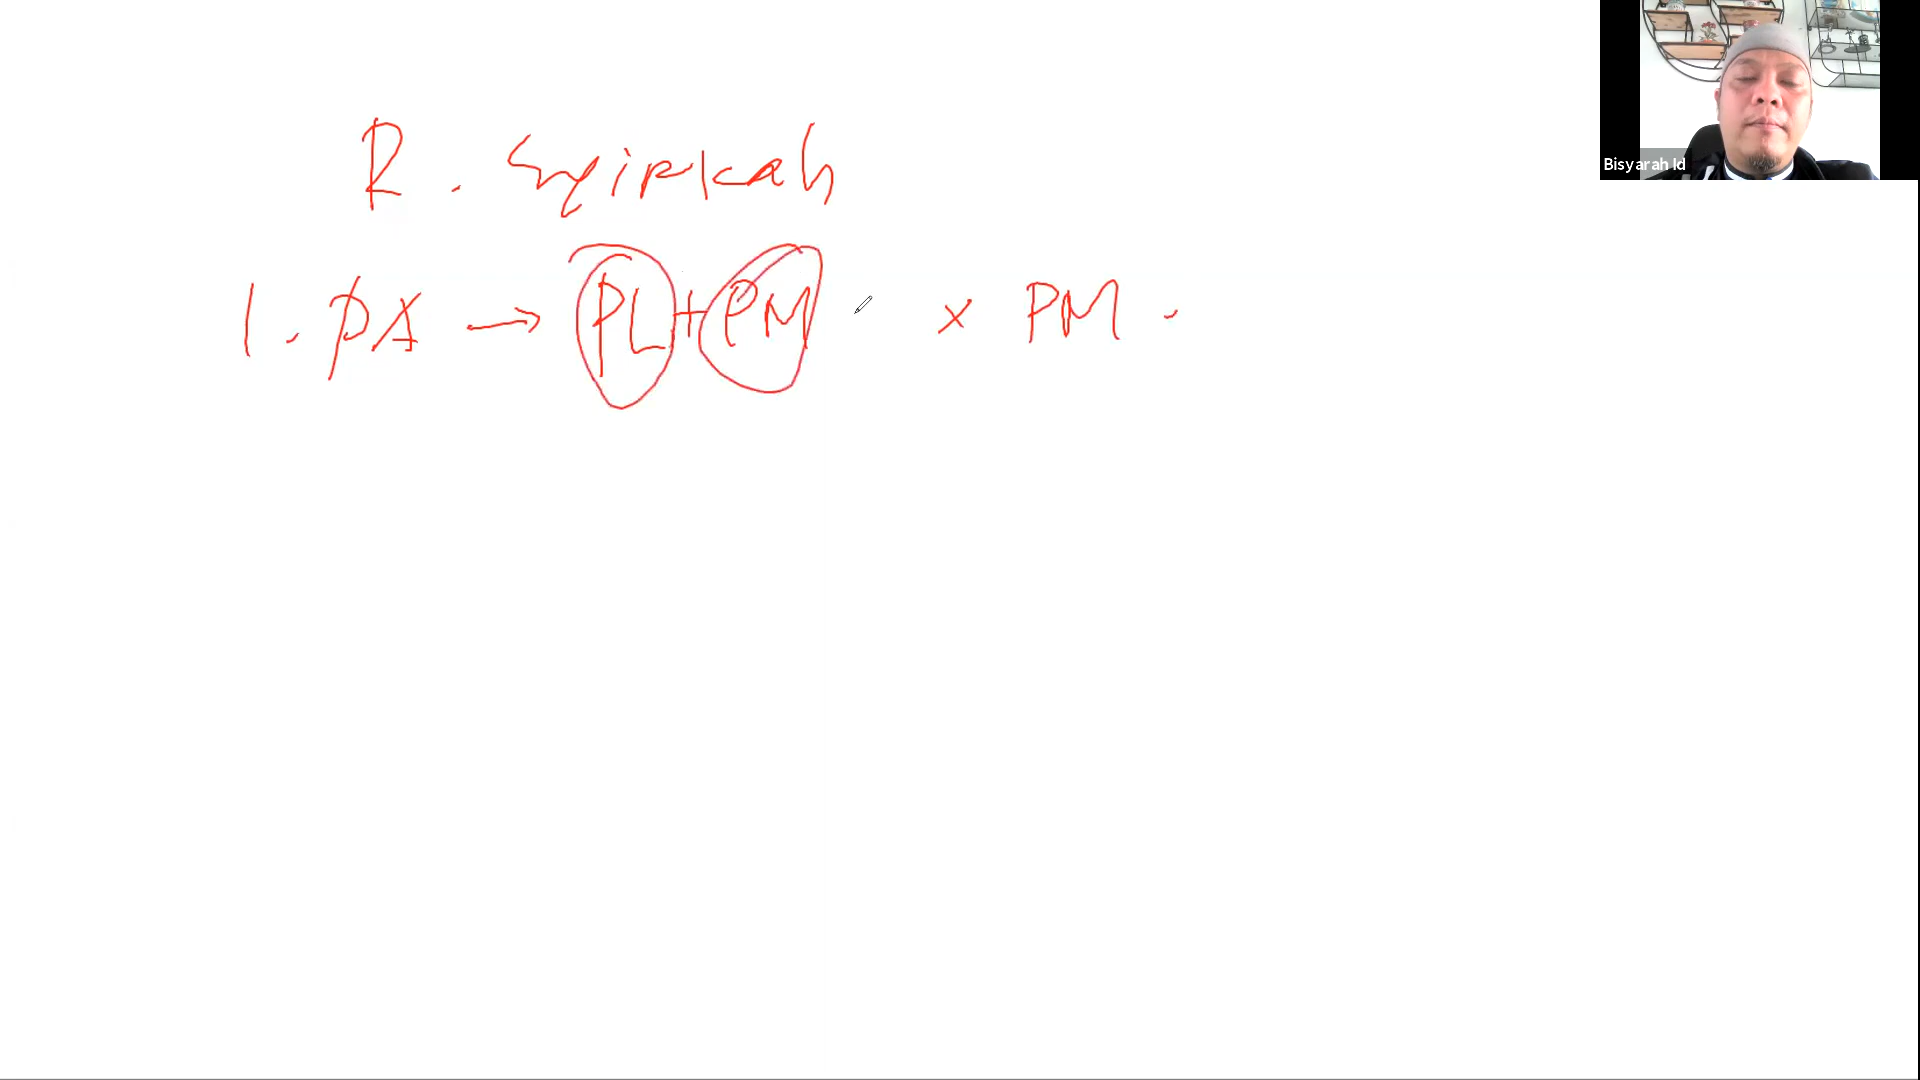 R. Syirkah
1. PA → PL + PM × PM.
Bisyarah Id